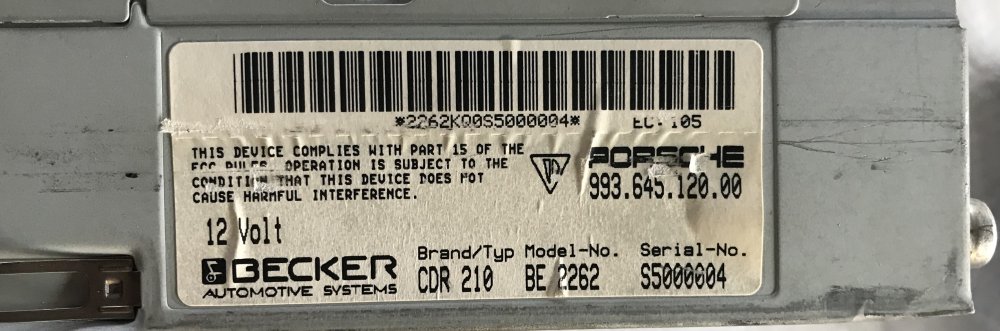 *2262KQ0S5000004* EC: 105
THIS DEVICE COMPLIES WITH PART 15 OF THE
FCC RULES. OPERATION IS SUBJECT TO THE
CONDITION THAT THIS DEVICE DOES NOT
CAUSE HARMFUL INTERFERENCE.
PORSCHE
993.645.120.00
12 Volt
BECKER
AUTOMOTIVE SYSTEMS
Brand/Typ Model-No. Serial-No.
CDR 210 BE 2262 S5000004